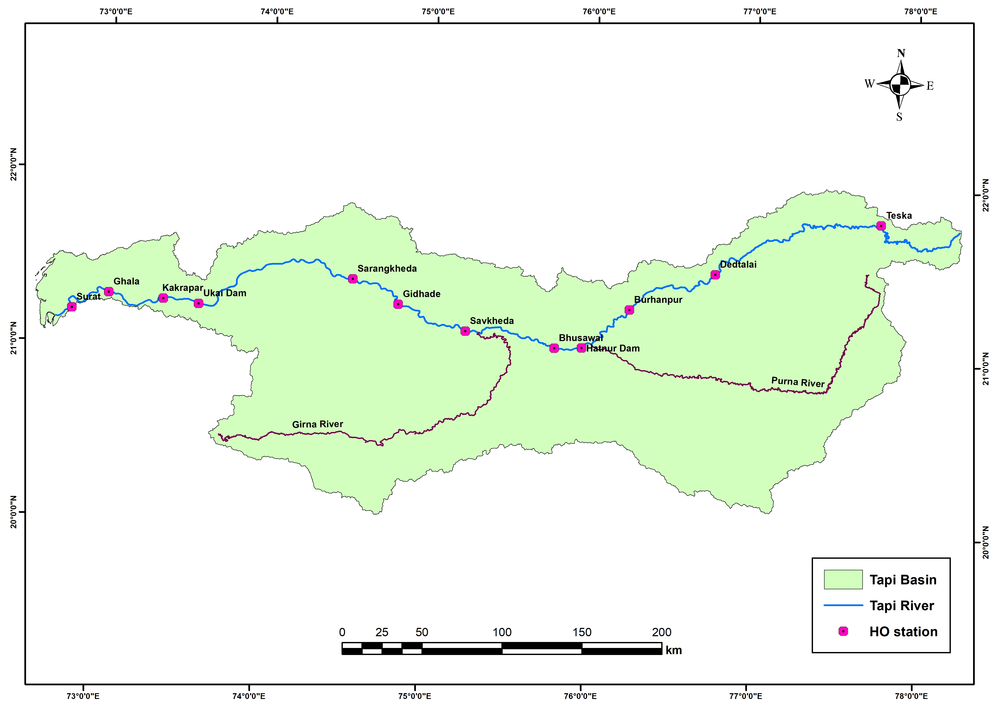 73°0'0"E 74°0'0"E 75°0'0"E 76°0'0"E 77°0'0"E 78°0'0"E
N
W E
S
22°0'0"N
22°0'0"N
Teska
Dedtalai
Sarangkheda
Ghala
Kakrapar
Ukai Dam
Gidhade
Surat
Burhanpur
Savkheda
Bhusawal
Hatnur Dam
21°0'0"N
21°0'0"N
Purna River
Girna River
20°0'0"N
20°0'0"N
Tapi Basin
Tapi River
HO station
0 25 50 100 150 200
km
73°0'0"E 74°0'0"E 75°0'0"E 76°0'0"E 77°0'0"E 78°0'0"E